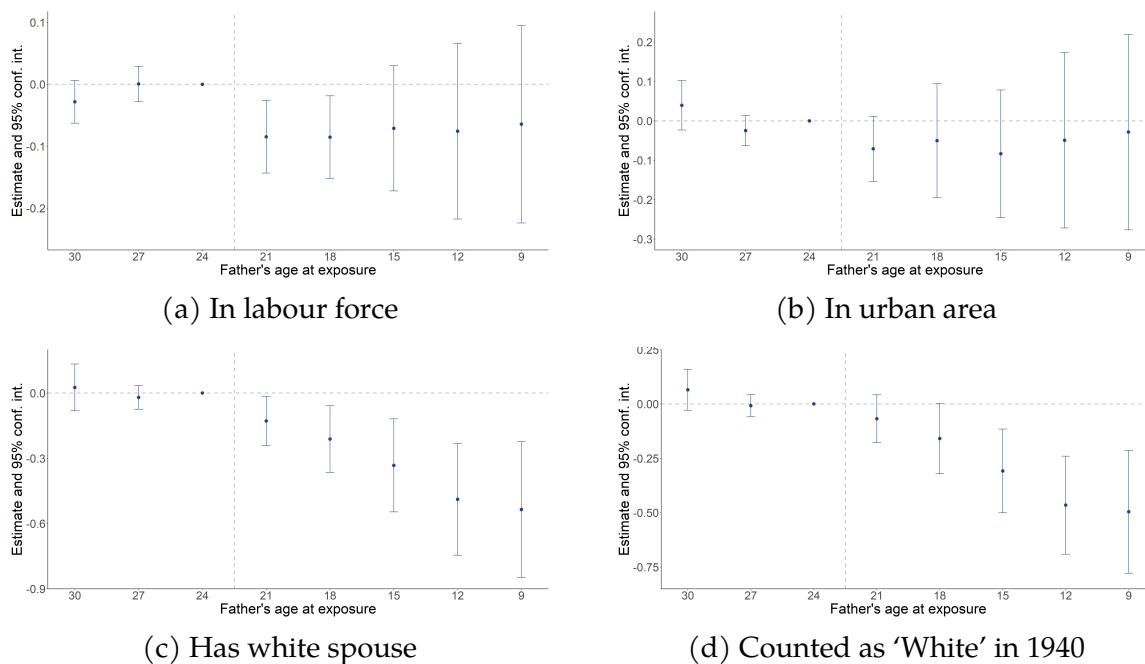 Estimate and 95% conf. int.
0.1
0.0
-0.1
-0.2
30 27 24 21 18 15 12 9
Father's age at exposure
(a) In labour force
Estimate and 95% conf. int.
0.2
0.1
0.0
-0.1
-0.2
-0.3
30 27 24 21 18 15 12 9
Father's age at exposure
(b) In urban area
Estimate and 95% conf. int.
0.0
-0.3
-0.6
-0.9
30 27 24 21 18 15 12 9
Father's age at exposure
(c) Has white spouse
Estimate and 95% conf. int.
0.25
0.00
-0.25
-0.50
-0.75
30 27 24 21 18 15 12 9
Father's age at exposure
(d) Counted as ‘White’ in 1940